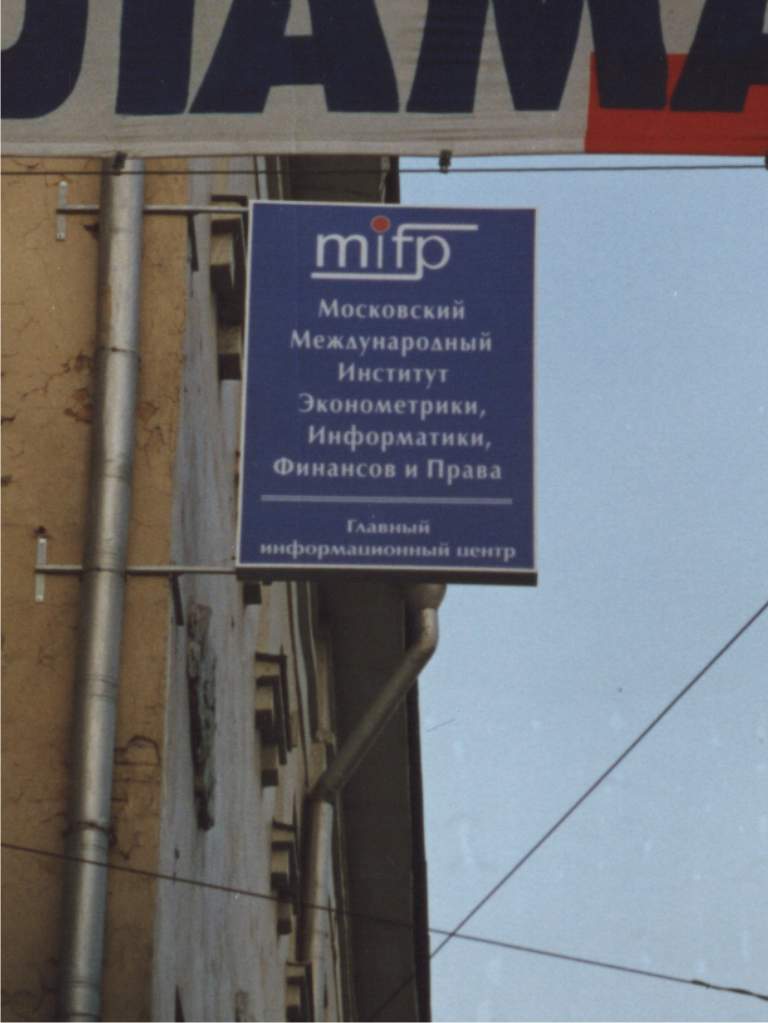 mifp
Московский
Международный
Институт
Эконометрики,
Информатики,
Финансов и Права
Главный
информационный центр